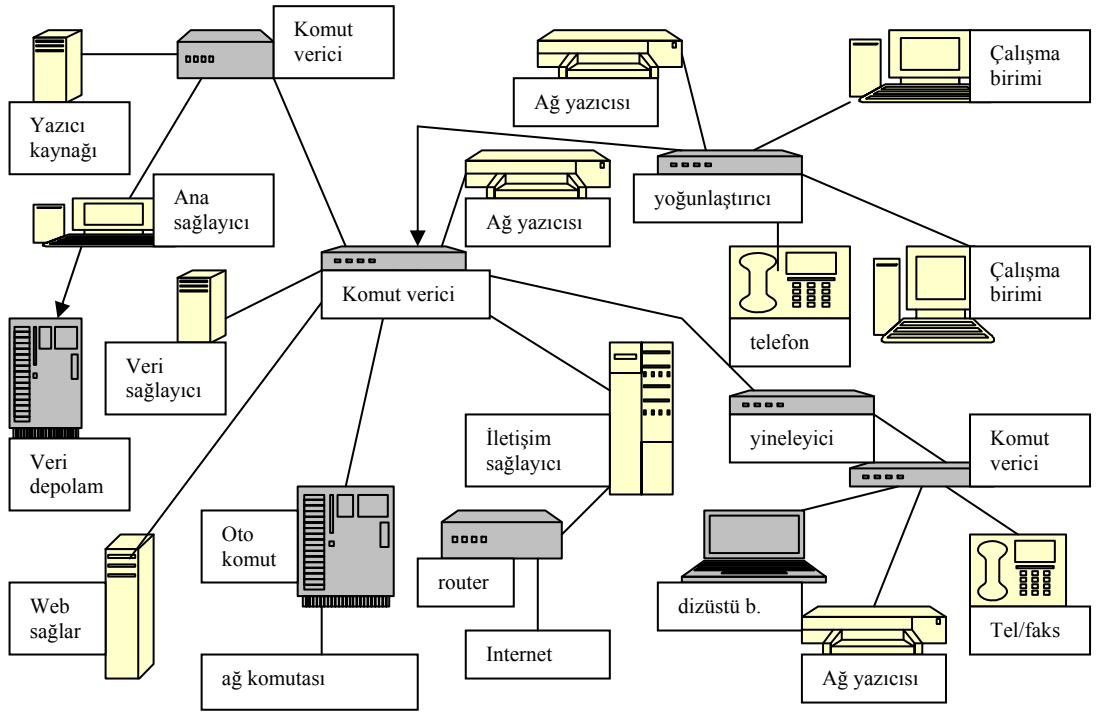 Komut
verici
Yazıcı
kaynağı
Ağ yazıcısı
Çalışma
birimi
Ana
sağlayıcı
Ağ yazıcısı
yoğunlaştırıcı
Komut verici
Çalışma
birimi
telefon
Veri
sağlayıcı
Veri
depolam
İletişim
sağlayıcı
yineleyici
Komut
verici
Oto
komut
router
Web
sağlar
dizüstü b.
Tel/faks
ağ komutası
Internet
Ağ yazıcısı